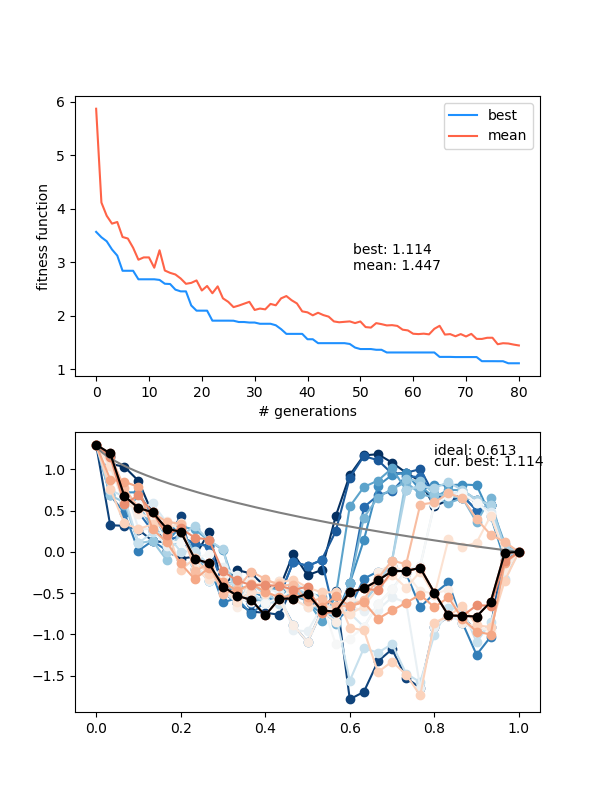 6
5
4
3
2
1
fitness function
best
mean
best: 1.114
mean: 1.447
0 10 20 30 40 50 60 70 80
# generations
ideal: 0.613
cur. best: 1.114
1.0
0.5
0.0
−0.5
−1.0
−1.5
0.0 0.2 0.4 0.6 0.8 1.0